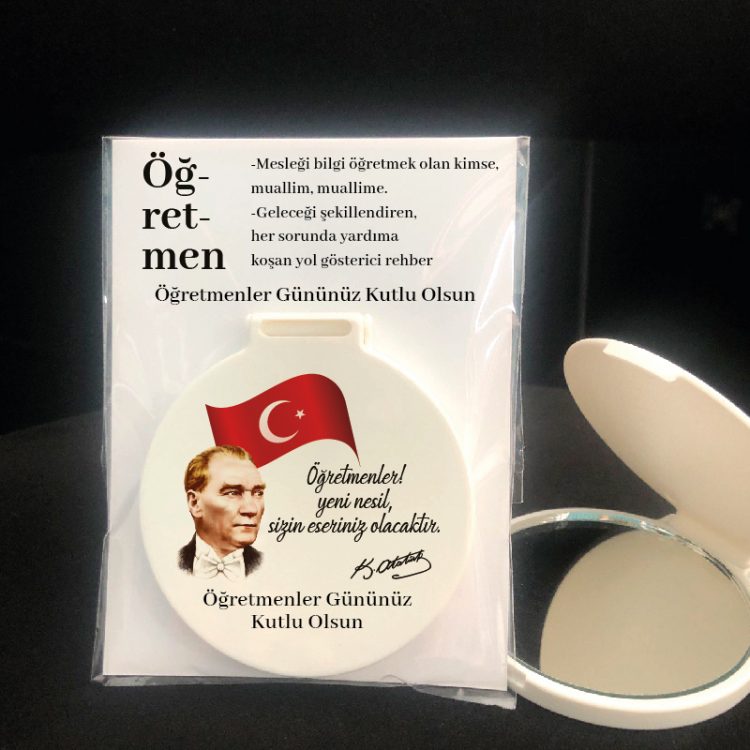 Öğ-
ret-
men
-Mesleği bilgi öğretmek olan kimse,
muallim, muallime.
-Geleceği şekillendiren,
her sorunda yardıma
koşan yol gösterici rehber
Öğretmenler Gününüz Kutlu Olsun
Öğretmenler!
yeni nesil,
sizin eseriniz olacaktır.
K. Atatürk
Öğretmenler Gününüz
Kutlu Olsun